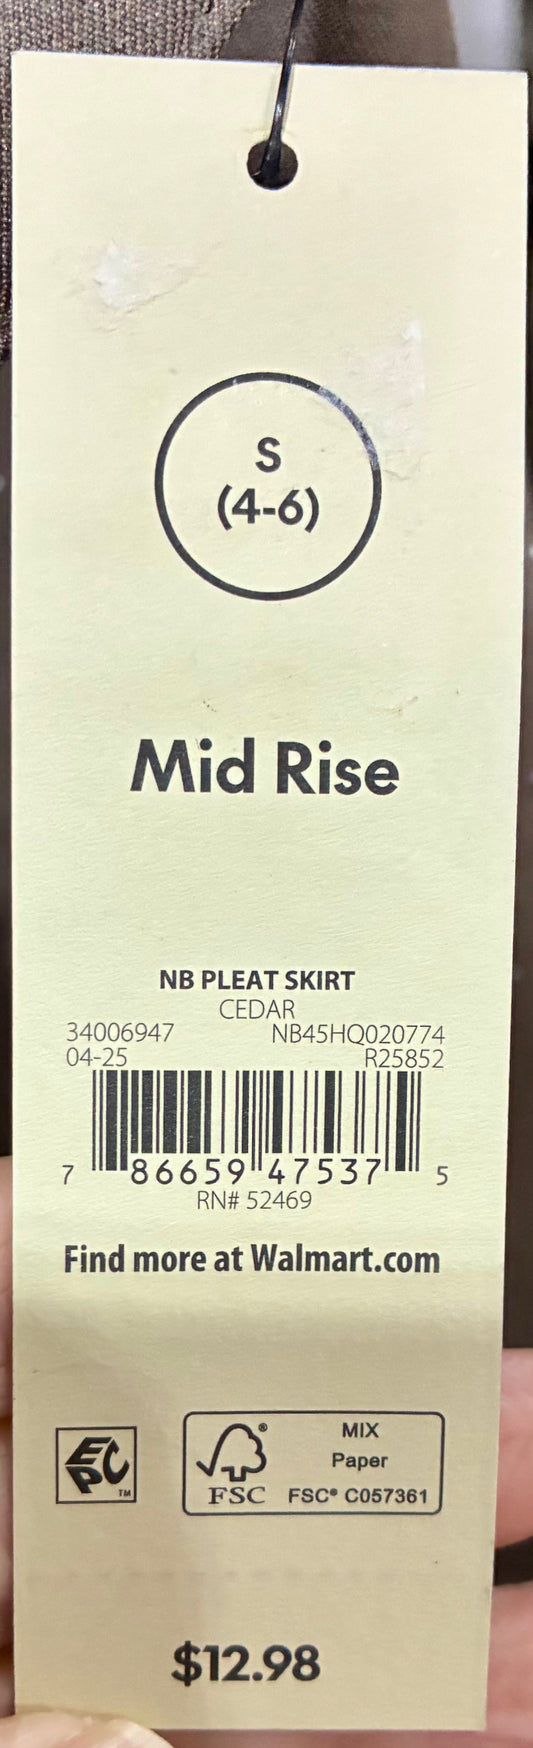 S
(4-6)
Mid Rise
NB PLEAT SKIRT
CEDAR
34006947 NB45HQ020774
04-25 R25852
7 86659 47537 5
RN# 52469
Find more at Walmart.com
EPC ™
FSC ®
MIX
Paper
FSC® C057361
$12.98